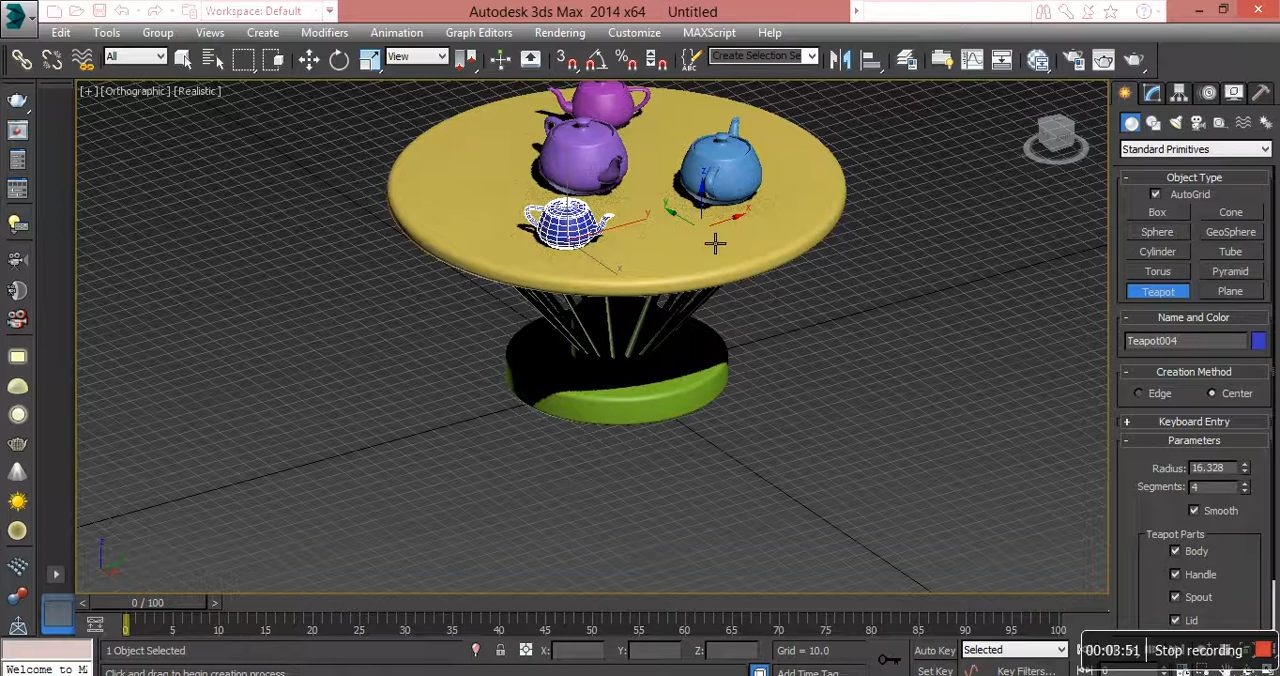 Workspace: Default
Autodesk 3ds Max 2014 x64 Untitled
Edit Tools Group Views Create Modifiers Animation Graph Editors Rendering Customize MAXScript Help
All
View
Create Selection Se
[+] [Orthographic] [Realistic]
Standard Primitives
Object Type
AutoGrid
Box Cone
Sphere GeoSphere
Cylinder Tube
Torus Pyramid
Teapot Plane
Name and Color
Teapot004
Creation Method
Edge Center
Keyboard Entry
Parameters
Radius: 16.328
Segments: 4
Smooth
Teapot Parts
Body
Handle
Spout
Lid
z
y x
y
x
z
0 / 100
0 5 10 15 20 25 30 35 40 45 50 55 60 65 70 75 80 85 90 95 100
1 Object Selected X: Y: Z: Grid = 10.0 Auto Key Selected
00:03:51 Stop recording
Welcome to M Click and drag to begin creation process Add Time Tag Set Key Key Filters... 0